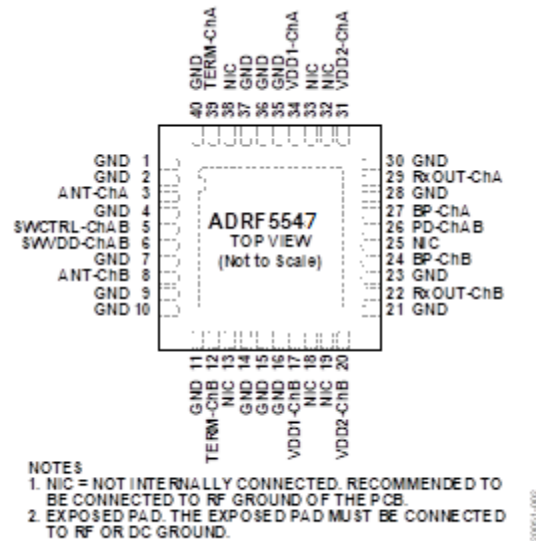 40 GND
39 TERM-ChA
38 NIC
37 GND
36 GND
35 GND
34 VDD1-ChA
33 NIC
32 NIC
31 VDD2-ChA
GND 1
GND 2
ANT-ChA 3
GND 4
SWCTRL-ChAB 5
SWVDD-ChAB 6
GND 7
ANT-ChB 8
GND 9
GND 10
ADRF5547
TOP VIEW
(Not to Scale)
30 GND
29 RxOUT-ChA
28 GND
27 BP-ChA
26 PD-ChAB
25 NIC
24 BP-ChB
23 GND
22 RxOUT-ChB
21 GND
GND 11
TERM-ChB 12
NIC 13
GND 14
GND 15
GND 16
VDD1-ChB 17
NIC 18
NIC 19
VDD2-ChB 20
NOTES
1. NIC = NOT INTERNALLY CONNECTED. RECOMMENDED TO
BE CONNECTED TO RF GROUND OF THE PCB.
2. EXPOSED PAD. THE EXPOSED PAD MUST BE CONNECTED
TO RF OR DC GROUND.